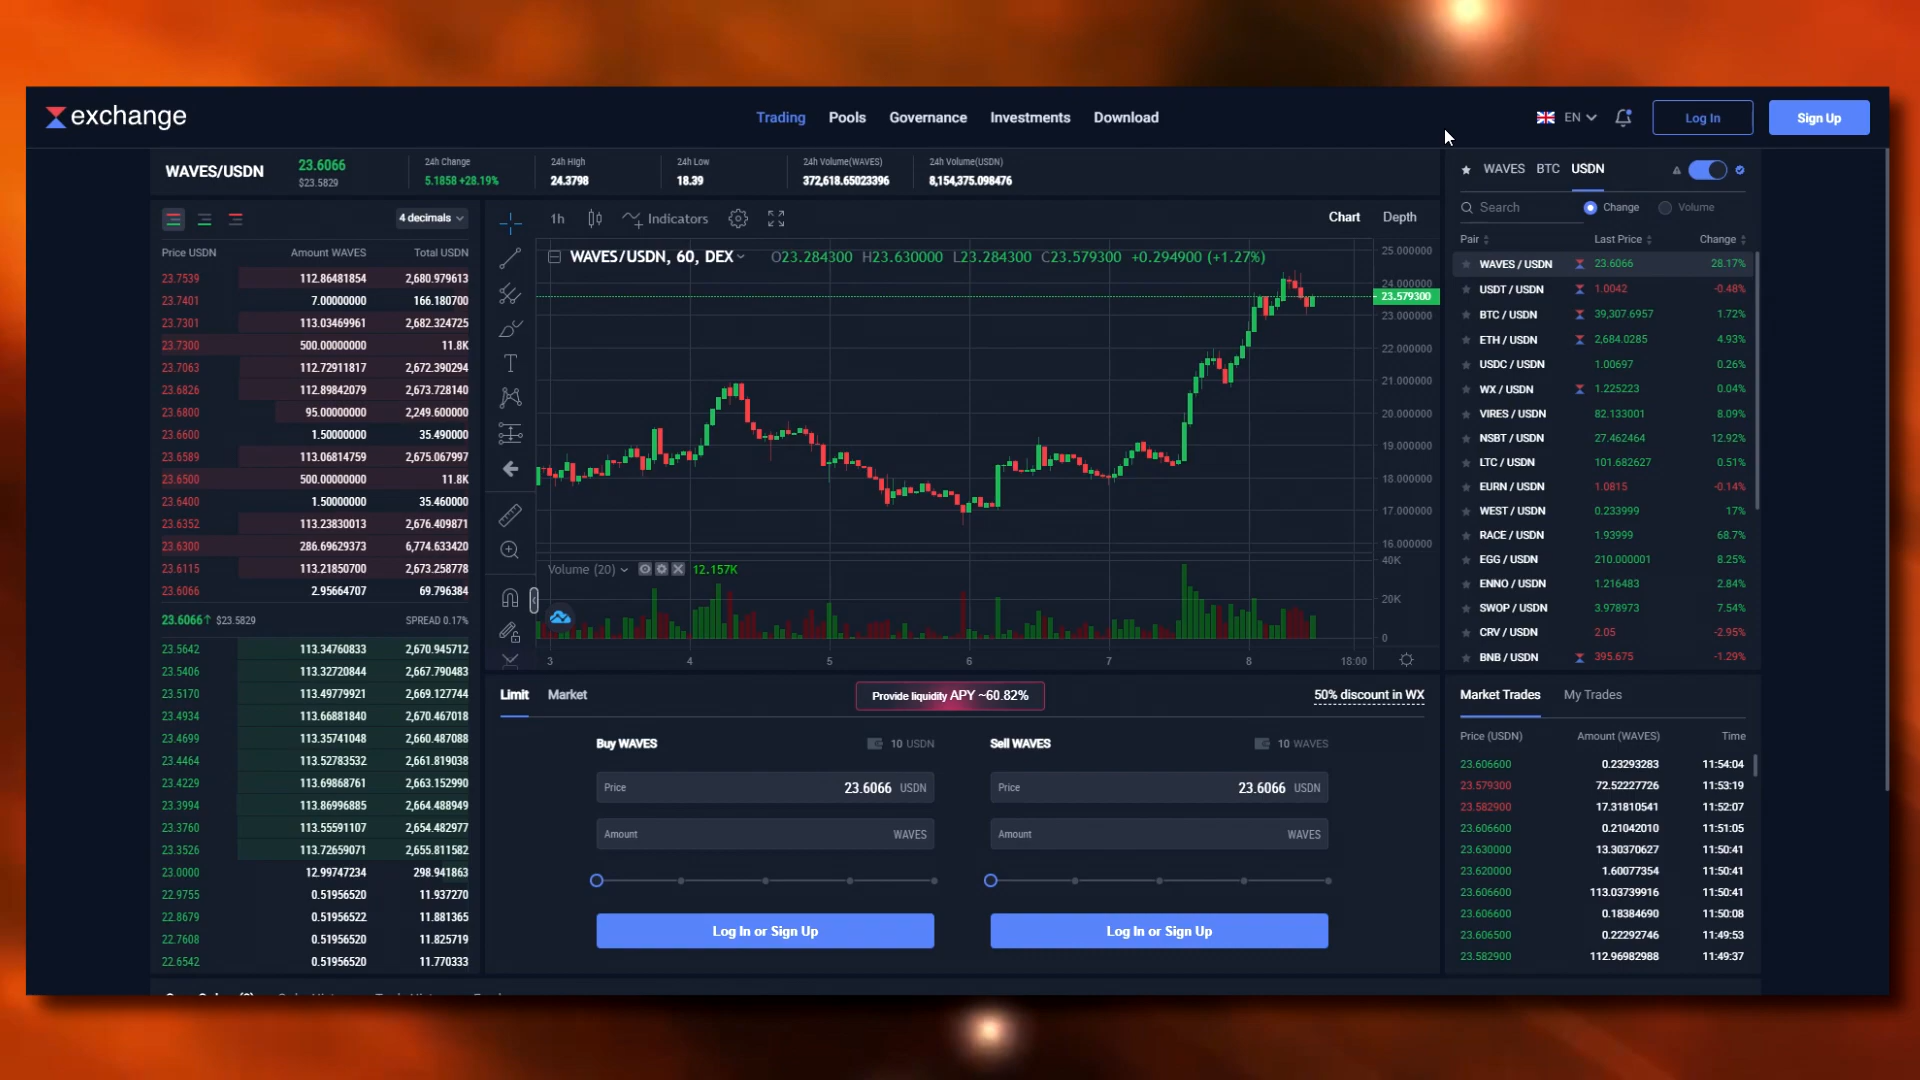 exchange
Trading Pools Governance Investments Download
EN Log In Sign Up
WAVES/USDN 23.6066 $23.5829
24h Change 5.1858 +28.19%
24h High 24.3798
24h Low 18.39
24h Volume(WAVES) 372,618.65023396
24h Volume(USDN) 8,154,375.098476
4 decimals
Price USDN Amount WAVES Total USDN
23.7539 112.86481854 2,680.979613
23.7401 7.00000000 166.180700
23.7301 113.03469961 2,682.324725
23.7300 500.00000000 11.8K
23.7063 112.72911817 2,672.390294
23.6826 112.89842079 2,673.728140
23.6800 95.00000000 2,249.600000
23.6600 1.50000000 35.490000
23.6589 113.06814759 2,675.067997
23.6500 500.00000000 11.8K
23.6400 1.50000000 35.460000
23.6352 113.23830013 2,676.409871
23.6300 286.69629373 6,774.633420
23.6115 113.21850700 2,673.258778
23.6066 2.95664707 69.796384
23.6066↑ $23.5829 SPREAD 0.17%
23.5642 113.34760833 2,670.945712
23.5406 113.32720844 2,667.790483
23.5170 113.49779921 2,669.127744
23.4934 113.66881840 2,670.467018
23.4699 113.35741048 2,660.487088
23.4464 113.52783532 2,661.819038
23.4229 113.69868761 2,663.152990
23.3994 113.86996885 2,664.488949
23.3760 113.55591107 2,654.482977
23.3526 113.72659071 2,655.811582
23.0000 12.99747234 298.941863
22.9755 0.51956520 11.937270
22.8679 0.51956522 11.881365
22.7608 0.51956520 11.825719
22.6542 0.51956520 11.770333
1h Indicators Chart Depth
WAVES/USDN, 60, DEX O23.284300 H23.630000 L23.284300 C23.579300 +0.294900 (+1.27%)
25.000000
24.000000
23.579300
23.000000
22.000000
21.000000
20.000000
19.000000
18.000000
17.000000
16.000000
Volume (20) 12.157K
40K
20K
0
3 4 5 6 7 8 18:00
Limit Market Provide liquidity APY ~60.82% 50% discount in WX
Buy WAVES 10 USDN
Price 23.6066 USDN
Amount WAVES
Log In or Sign Up
Sell WAVES 10 WAVES
Price 23.6066 USDN
Amount WAVES
Log In or Sign Up
WAVES BTC USDN
Search Change Volume
Pair Last Price Change
WAVES / USDN 23.6066 28.17%
USDT / USDN 1.0042 -0.48%
BTC / USDN 39,307.6957 1.72%
ETH / USDN 2,684.0285 4.93%
USDC / USDN 1.00697 0.26%
WX / USDN 1.225223 0.04%
VIRES / USDN 82.133001 8.09%
NSBT / USDN 27.462464 12.92%
LTC / USDN 101.682627 0.51%
EURN / USDN 1.0815 -0.14%
WEST / USDN 0.233999 17%
RACE / USDN 1.93999 68.7%
EGG / USDN 210.000001 8.25%
ENNO / USDN 1.216483 2.84%
SWOP / USDN 3.978973 7.54%
CRV / USDN 2.05 -2.95%
BNB / USDN 395.675 -1.29%
Market Trades My Trades
Price (USDN) Amount (WAVES) Time
23.606600 0.23293283 11:54:04
23.579300 72.52227726 11:53:19
23.582900 17.31810541 11:52:07
23.606600 0.21042010 11:51:05
23.630000 13.30370627 11:50:41
23.620000 1.60077354 11:50:41
23.606600 113.03739916 11:50:41
23.606600 0.18384690 11:50:08
23.606500 0.22292746 11:49:53
23.582900 112.96982988 11:49:37